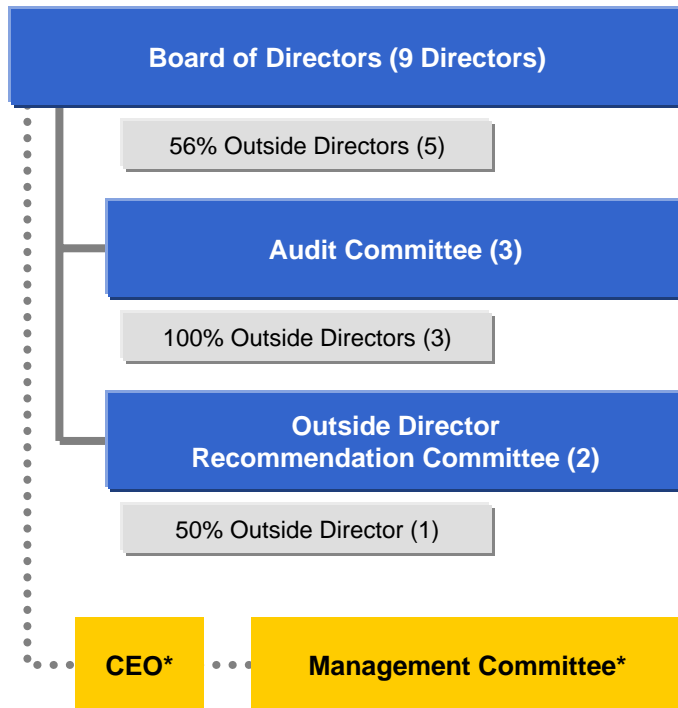 Board of Directors (9 Directors)
56% Outside Directors (5)
Audit Committee (3)
100% Outside Directors (3)
Outside Director
Recommendation Committee (2)
50% Outside Director (1)
CEO*
Management Committee*